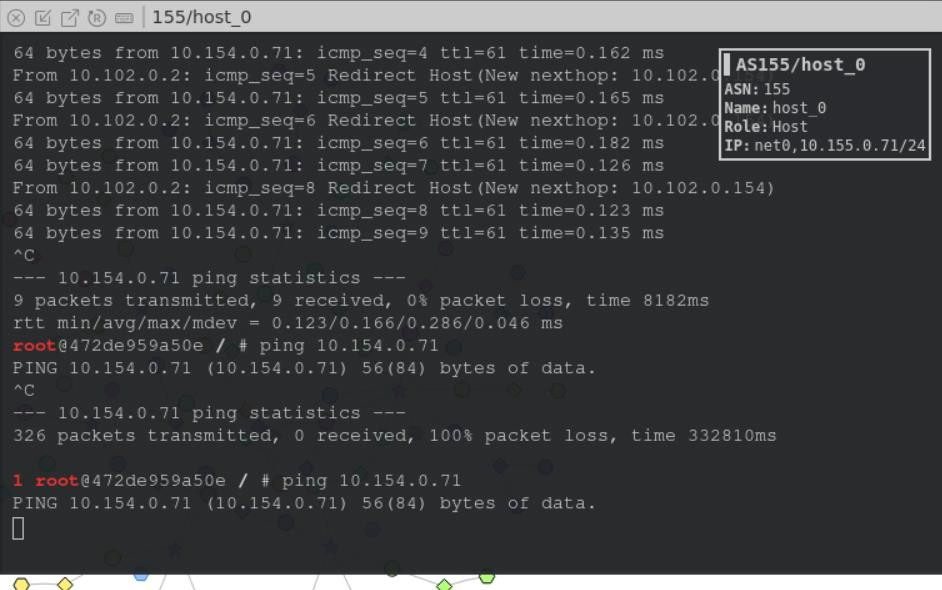 155/host_0
64 bytes from 10.154.0.71: icmp_seq=4 ttl=61 time=0.162 ms
From 10.102.0.2: icmp_seq=5 Redirect Host(New nexthop: 10.102.0
64 bytes from 10.154.0.71: icmp_seq=5 ttl=61 time=0.165 ms
From 10.102.0.2: icmp_seq=6 Redirect Host(New nexthop: 10.102.0
64 bytes from 10.154.0.71: icmp_seq=6 ttl=61 time=0.182 ms
64 bytes from 10.154.0.71: icmp_seq=7 ttl=61 time=0.126 ms
From 10.102.0.2: icmp_seq=8 Redirect Host(New nexthop: 10.102.0.154)
64 bytes from 10.154.0.71: icmp_seq=8 ttl=61 time=0.123 ms
64 bytes from 10.154.0.71: icmp_seq=9 ttl=61 time=0.135 ms
^C
--- 10.154.0.71 ping statistics ---
9 packets transmitted, 9 received, 0% packet loss, time 8182ms
rtt min/avg/max/mdev = 0.123/0.166/0.286/0.046 ms
root@472de959a50e / # ping 10.154.0.71
PING 10.154.0.71 (10.154.0.71) 56(84) bytes of data.
^C
--- 10.154.0.71 ping statistics ---
326 packets transmitted, 0 received, 100% packet loss, time 332810ms
1 root@472de959a50e / # ping 10.154.0.71
PING 10.154.0.71 (10.154.0.71) 56(84) bytes of data.
AS155/host_0
ASN: 155
Name: host_0
Role: Host
IP: net0,10.155.0.71/24